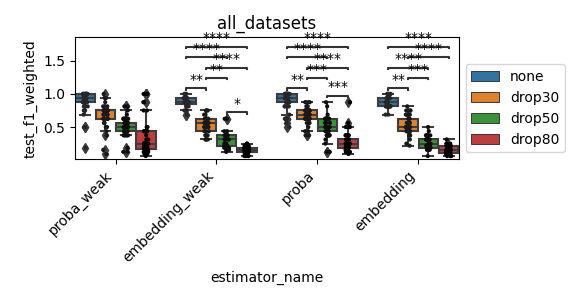 all_datasets
****
****
****
****
****
****
****
****
****
**
**
***
***
**
**
***
**
*
test_f1_weighted
1.5
1.0
0.5
none
drop30
drop50
drop80
proba_weak
embedding_weak
proba
embedding
estimator_name